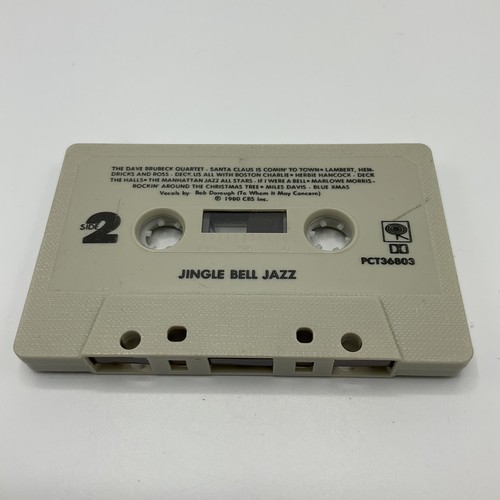 THE DAVE BRUBECK QUARTET - SANTA CLAUS IS COMIN' TO TOWN• LAMBERT, HEN-
DRICKS AND ROSS - DECK US ALL WITH BOSTON CHARLIE• HERBIE HANCOCK - DECK
THE HALLS• THE MANHATTAN JAZZ ALL STARS - IF I WERE A BELL• MARLOWE MORRIS-
ROCKIN' AROUND THE CHRISTMAS TREE• MILES DAVIS - BLUE XMAS
Vocals by Bob Dorough (To Whom It May Concern)
℗ 1980 CBS Inc.
SIDE 2
PCT36803
JINGLE BELL JAZZ